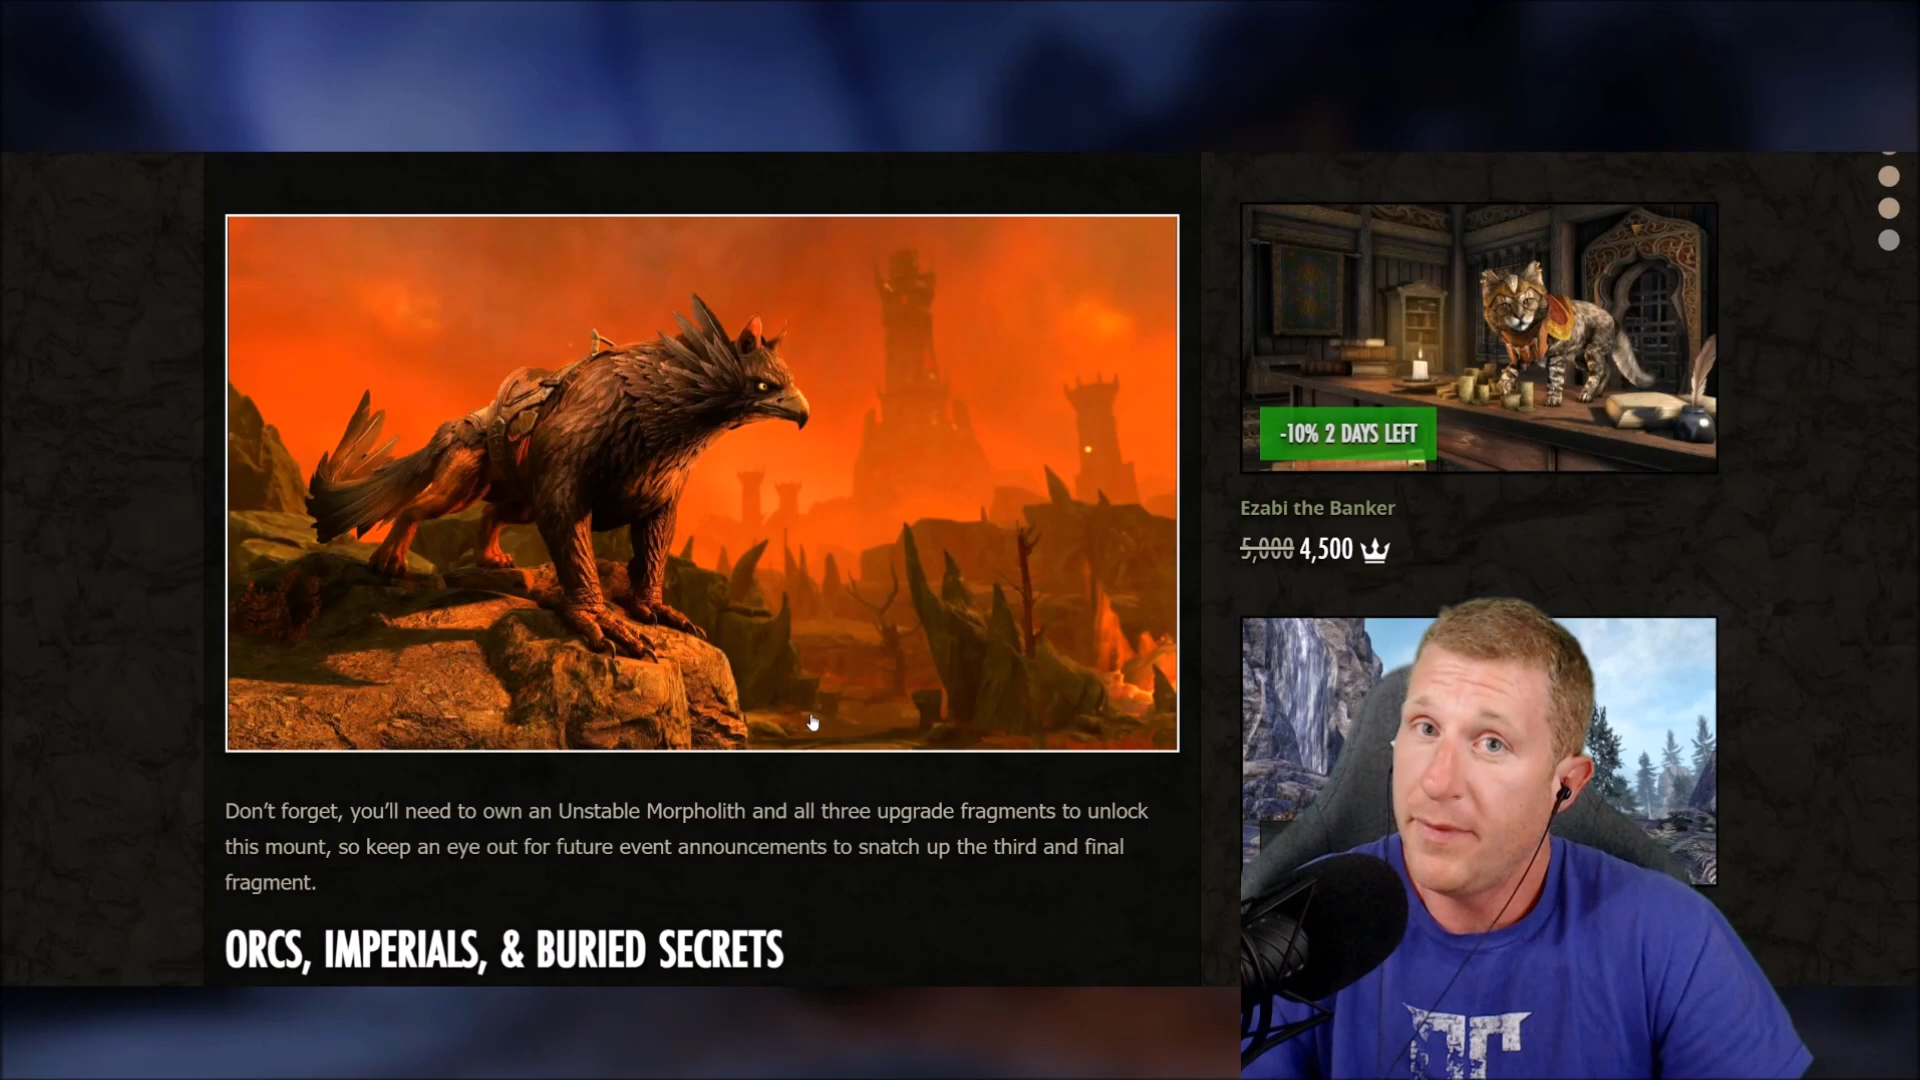 Don't forget, you'll need to own an Unstable Morpholith and all three upgrade fragments to unlock
this mount, so keep an eye out for future event announcements to snatch up the third and final
fragment.
ORCS, IMPERIALS, & BURIED SECRETS
-10% 2 DAYS LEFT
Ezabi the Banker
5,000 4,500